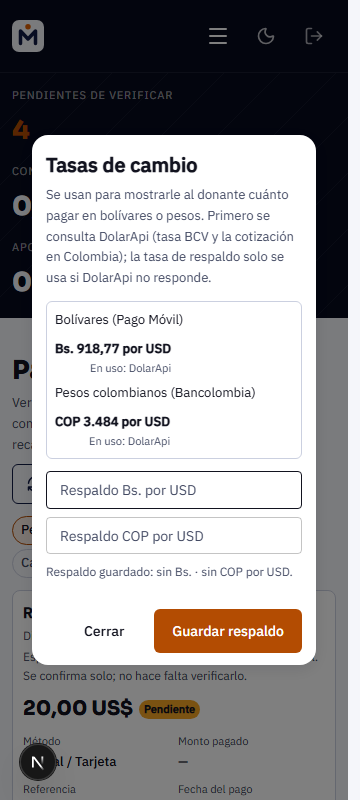 M
PENDIENTES DE VERIFICAR
4
Tasas de cambio
Se usan para mostrarle al donante cuánto
pagar en bolívares o pesos. Primero se
consulta DolarApi (tasa BCV y la cotización
en Colombia); la tasa de respaldo solo se
usa si DolarApi no responde.
Bolívares (Pago Móvil)
Bs. 918,77 por USD
En uso: DolarApi
Pesos colombianos (Bancolombia)
COP 3.484 por USD
En uso: DolarApi
Respaldo Bs. por USD
Respaldo COP por USD
Respaldo guardado: sin Bs. · sin COP por USD.
Cerrar
Guardar respaldo
Se confirma solo; no hace falta verificarlo.
20,00 US$ Pendiente
Método
Monto pagado
/ Tarjeta
—
Referencia
Fecha del pago
N